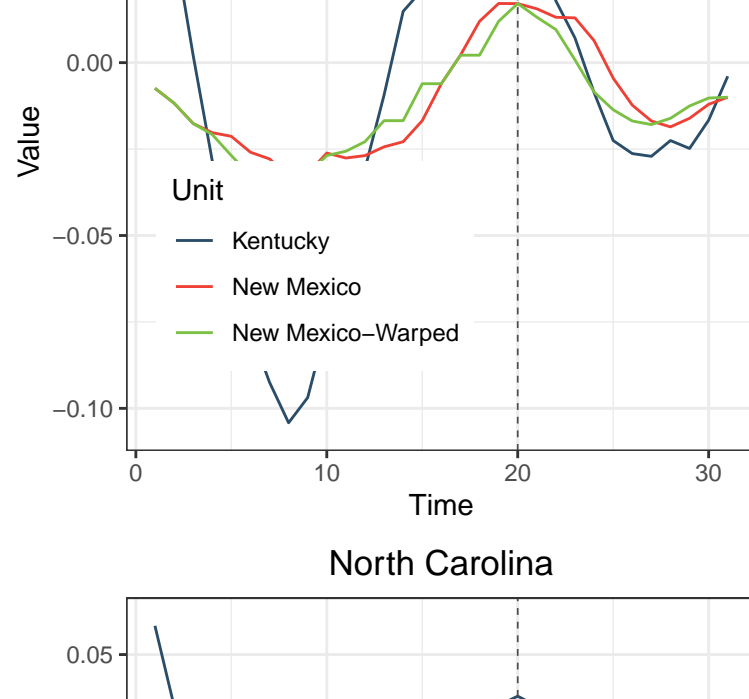 0.00
Value
Unit
Kentucky
−0.05
New Mexico
New Mexico−Warped
−0.10
0 10 20 30
Time
North Carolina
0.05